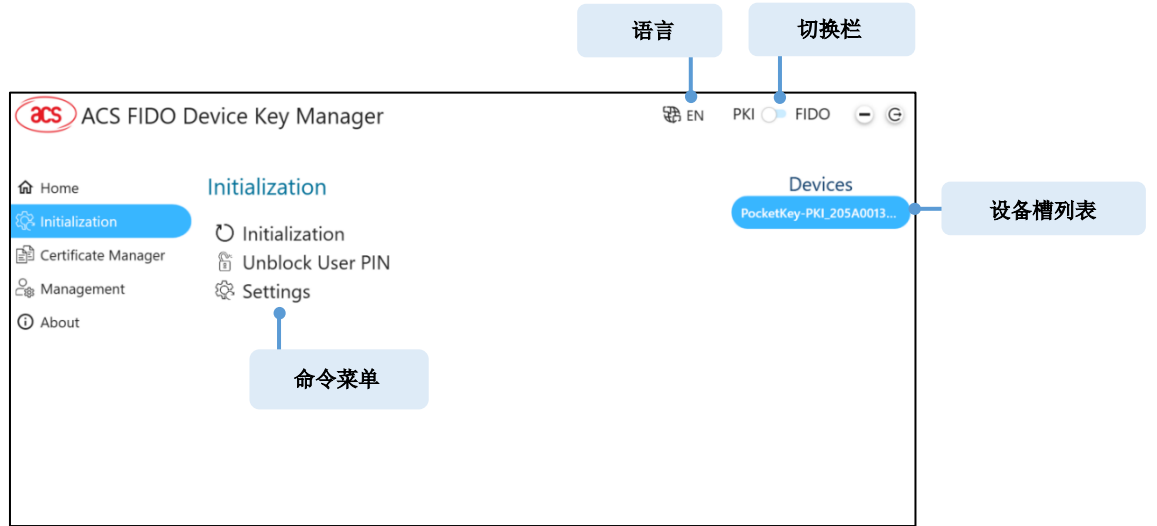 语言
切换栏
acs ACS FIDO Device Key Manager
EN
PKI FIDO
Home
Initialization
Certificate Manager
Management
About
Initialization
Initialization
Unblock User PIN
Settings
命令菜单
Devices
PocketKey-PKI_205A0013...
设备槽列表